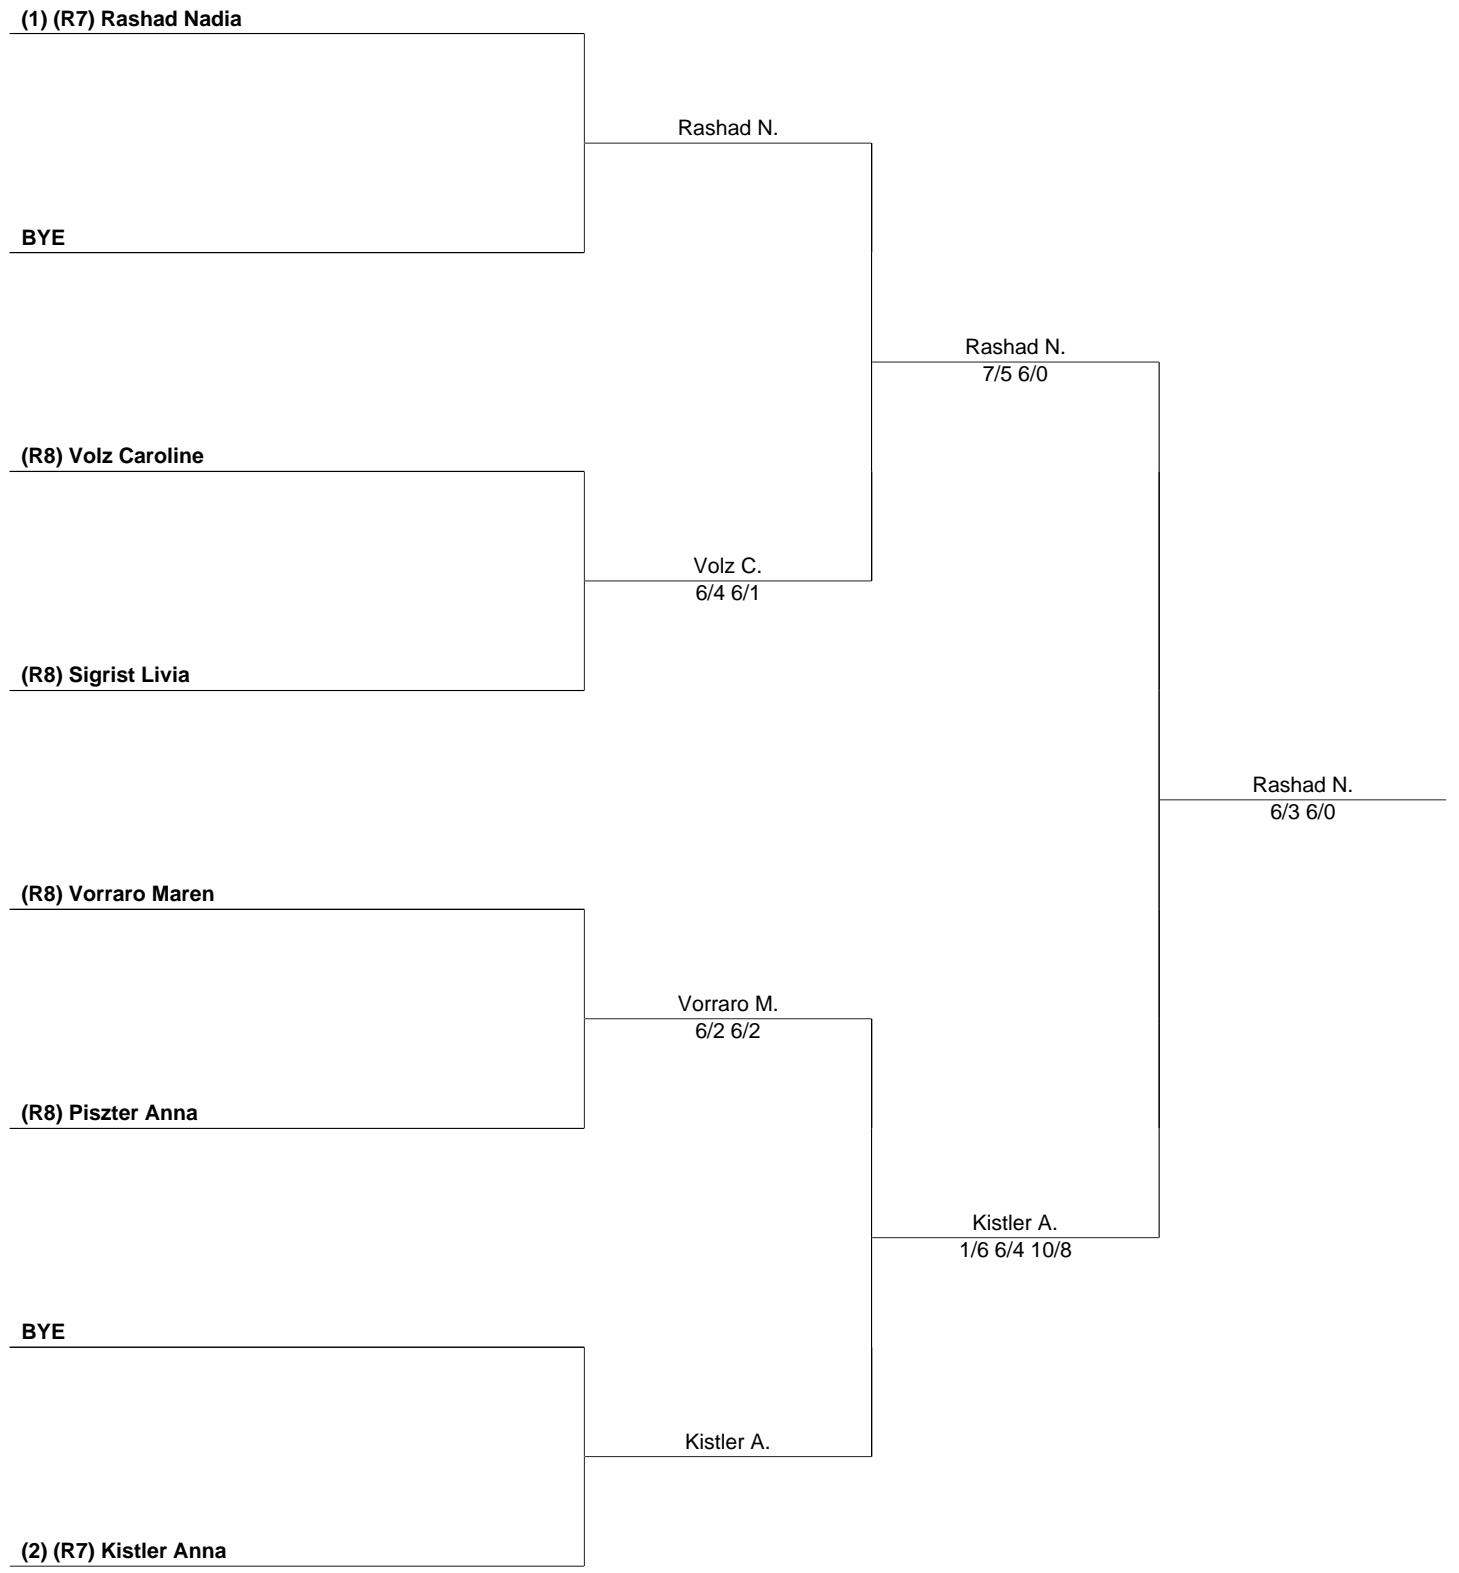 (1) (R7) Rashad Nadia
Rashad N.
BYE
Rashad N.
7/5 6/0
(R8) Volz Caroline
Volz C.
6/4 6/1
(R8) Sigrist Livia
Rashad N.
6/3 6/0
(R8) Vorraro Maren
Vorraro M.
6/2 6/2
(R8) Piszter Anna
Kistler A.
1/6 6/4 10/8
BYE
Kistler A.
(2) (R7) Kistler Anna